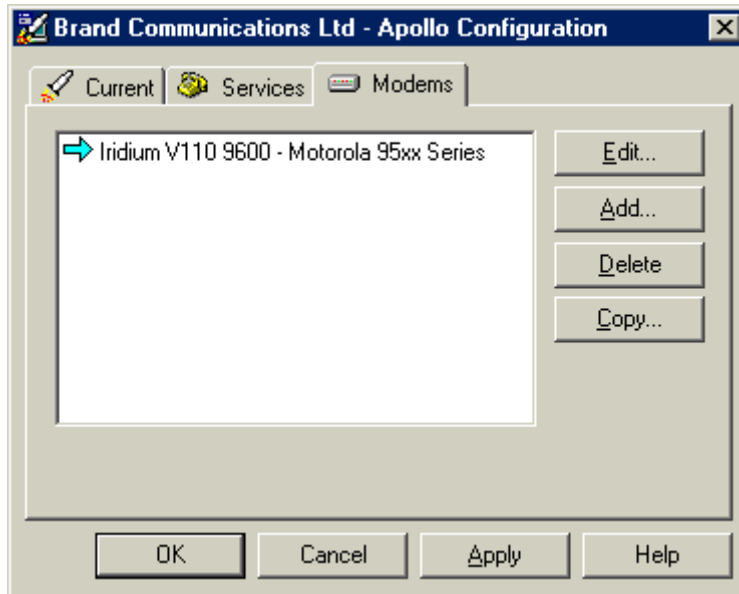 Brand Communications Ltd - Apollo Configuration
Current Services Modems
Iridium V110 9600 - Motorola 95xx Series
Edit...
Add...
Delete
Copy...
OK Cancel Apply Help